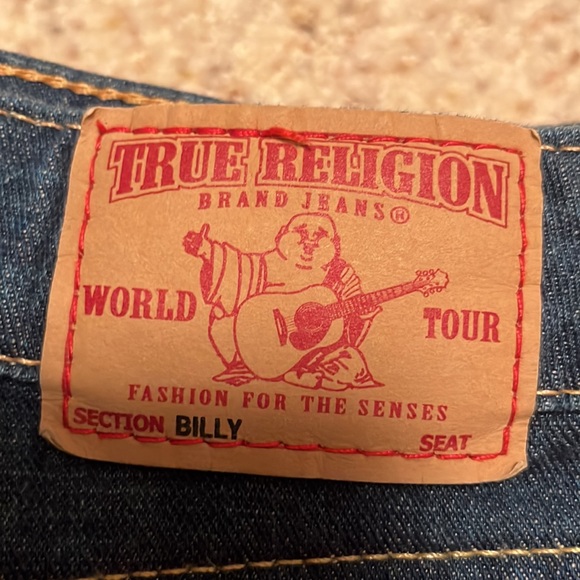 TRUE RELIGION
BRAND JEANS®
WORLD TOUR
FASHION FOR THE SENSES
SECTION BILLY SEAT